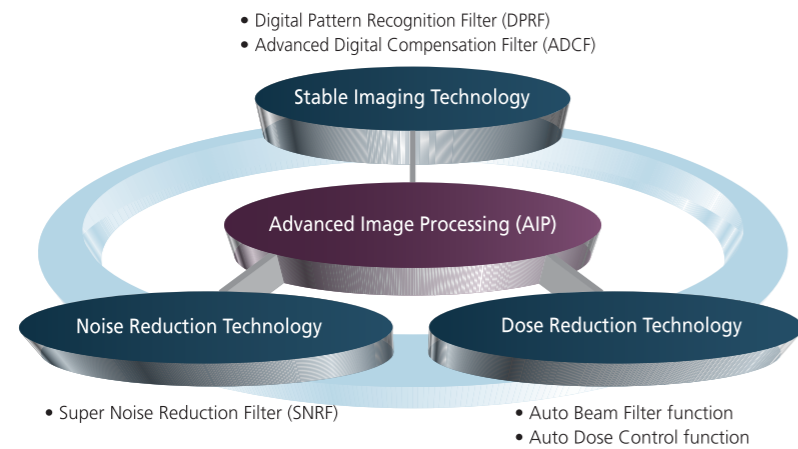 • Digital Pattern Recognition Filter (DPRF)
• Advanced Digital Compensation Filter (ADCF)
Stable Imaging Technology
Advanced Image Processing (AIP)
Noise Reduction Technology
Dose Reduction Technology
• Super Noise Reduction Filter (SNRF)
• Auto Beam Filter function
• Auto Dose Control function